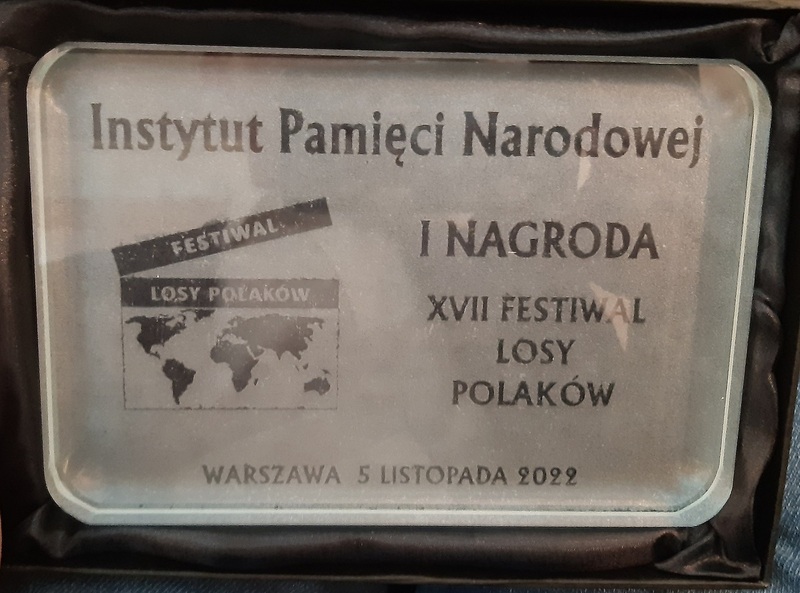 Instytut Pamięci Narodowej
FESTIWAL
LOSY POLAKÓW
I NAGRODA
XVII FESTIWAL
LOSY
POLAKÓW
WARSZAWA 5 LISTOPADA 2022